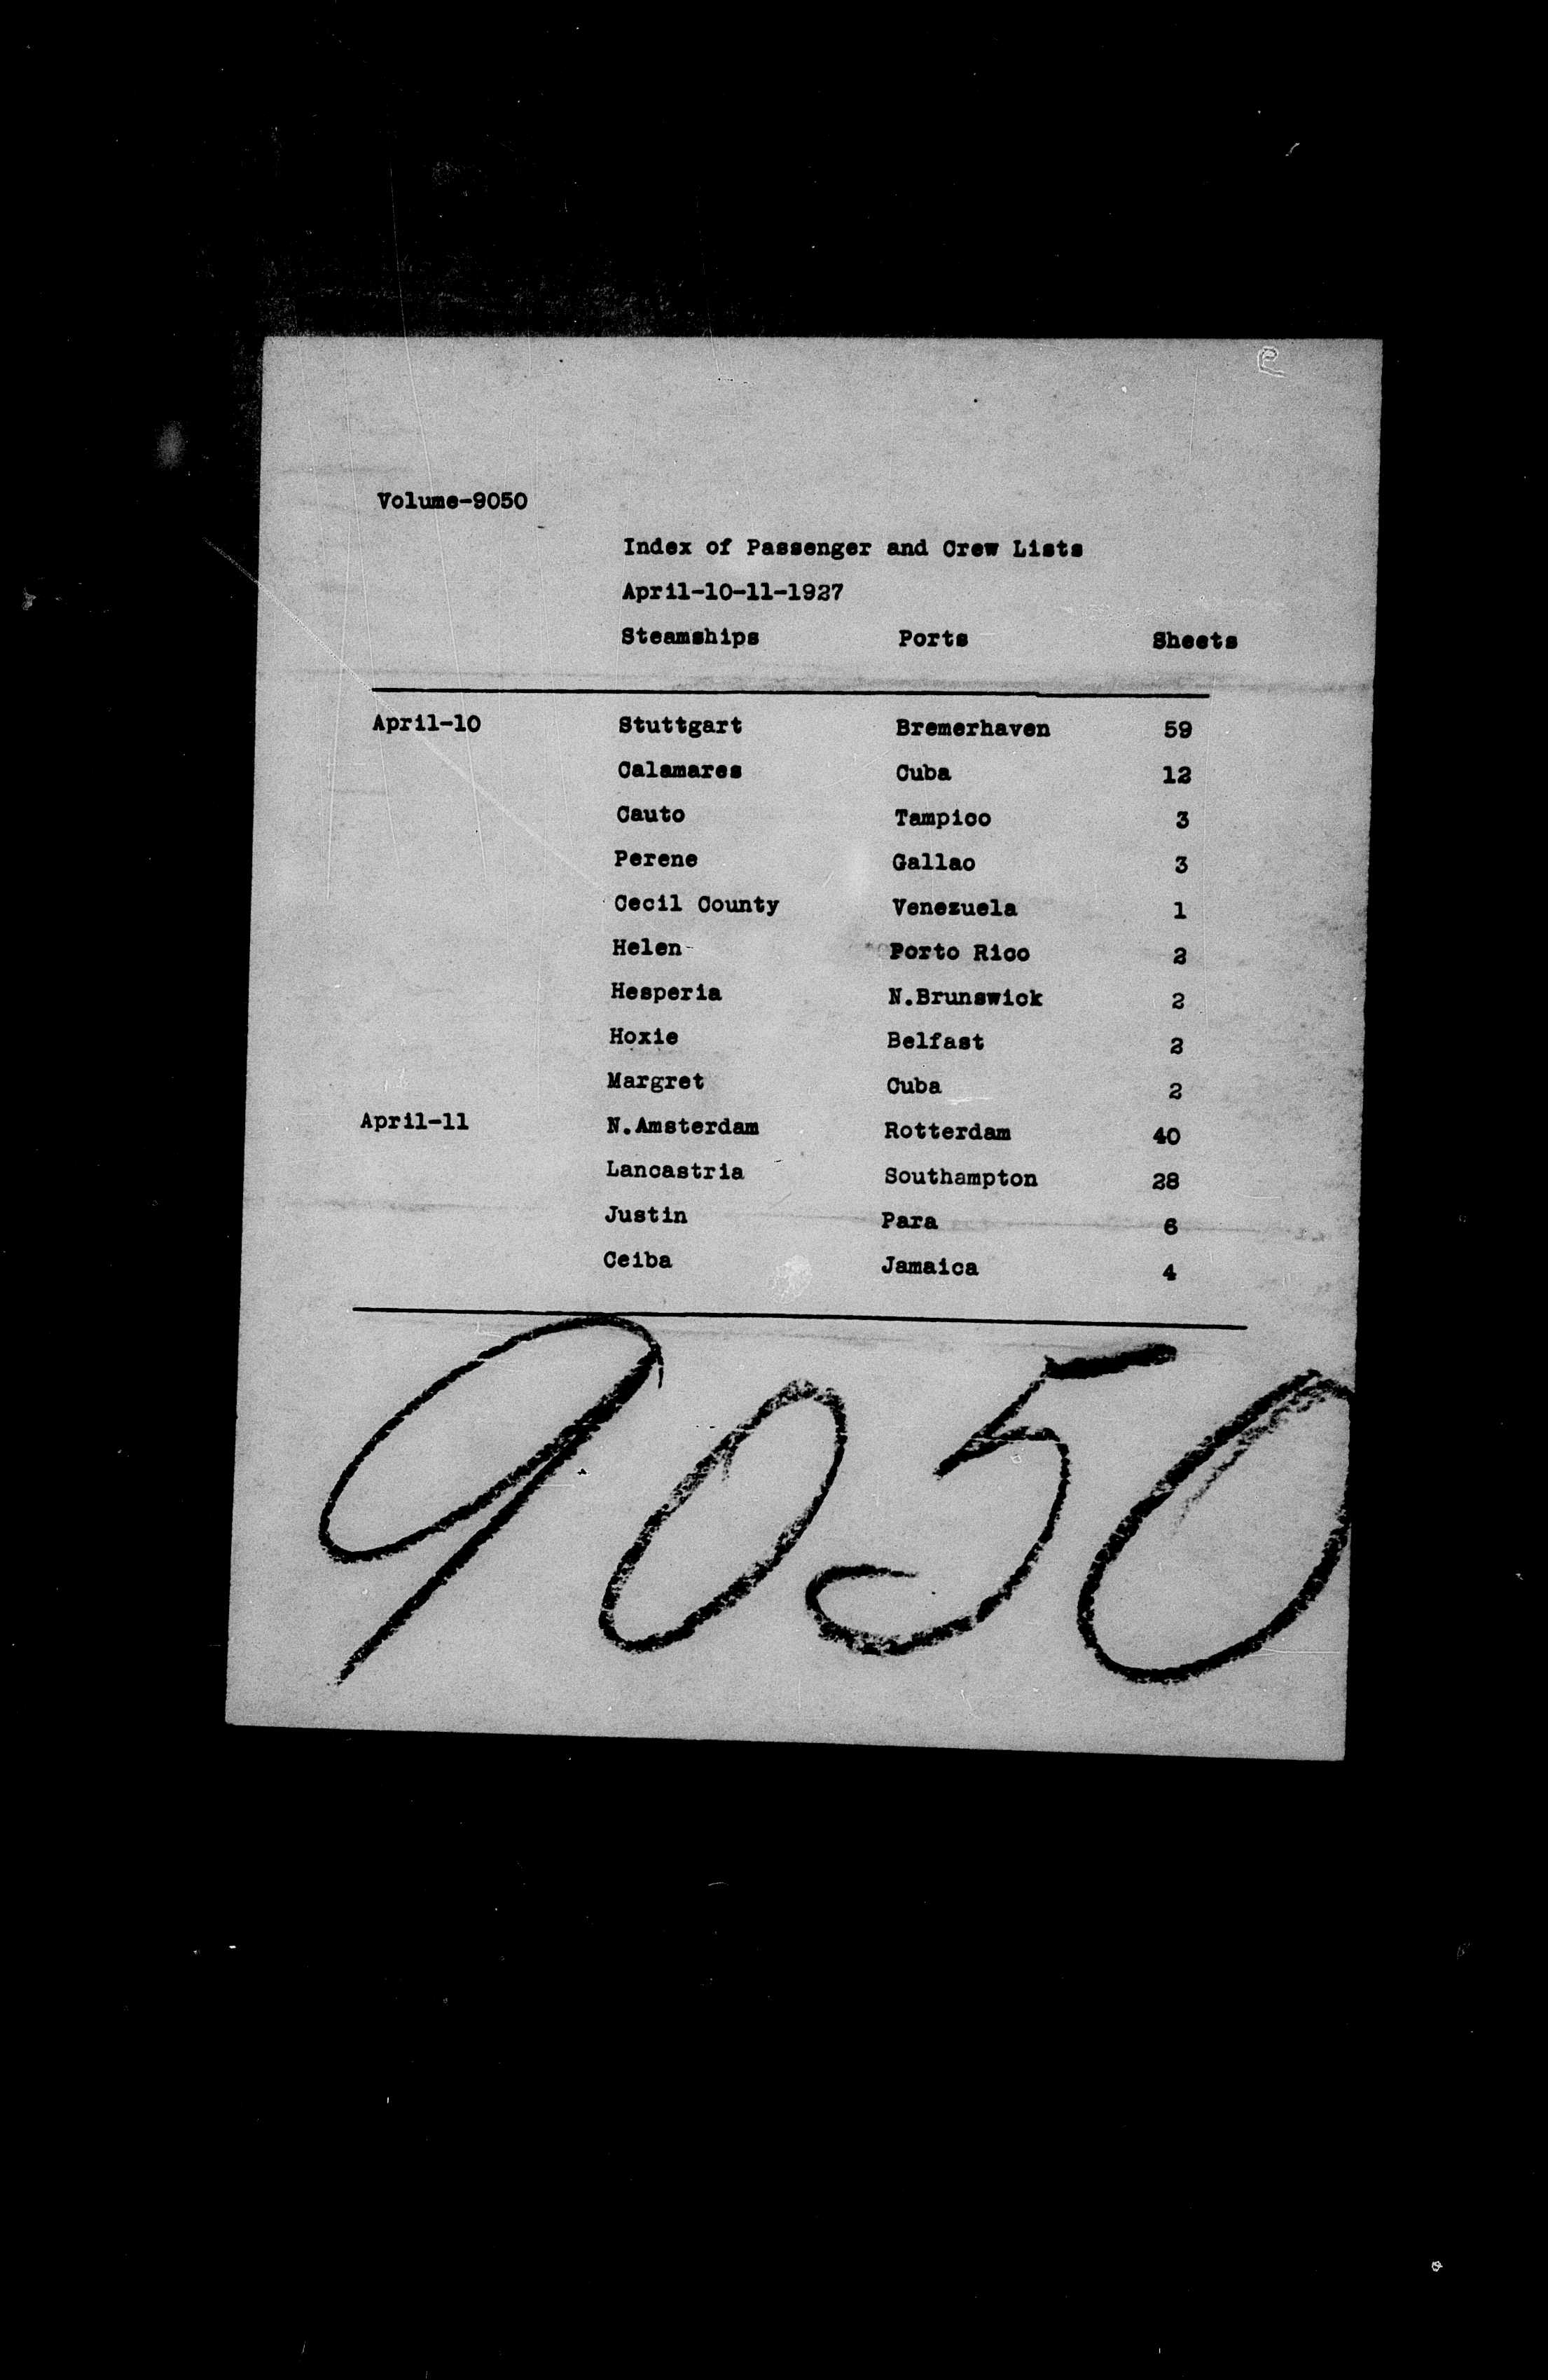 Volume-9050
Index of Passenger and Crew Lists
April-10-11-1927
Steamships Ports Sheets
April-10 Stuttgart Bremerhaven 59
Calamares Cuba 12
Cauto Tampico 3
Perene Gallao 3
Cecil County Venezuela 1
Helen Porto Rico 2
Hesperia N.Brunswick 2
Hoxie Belfast 2
Margret Cuba 2
April-11 N.Amsterdam Rotterdam 40
Lancastria Southampton 28
Justin Para 6
Ceiba Jamaica 4
9050